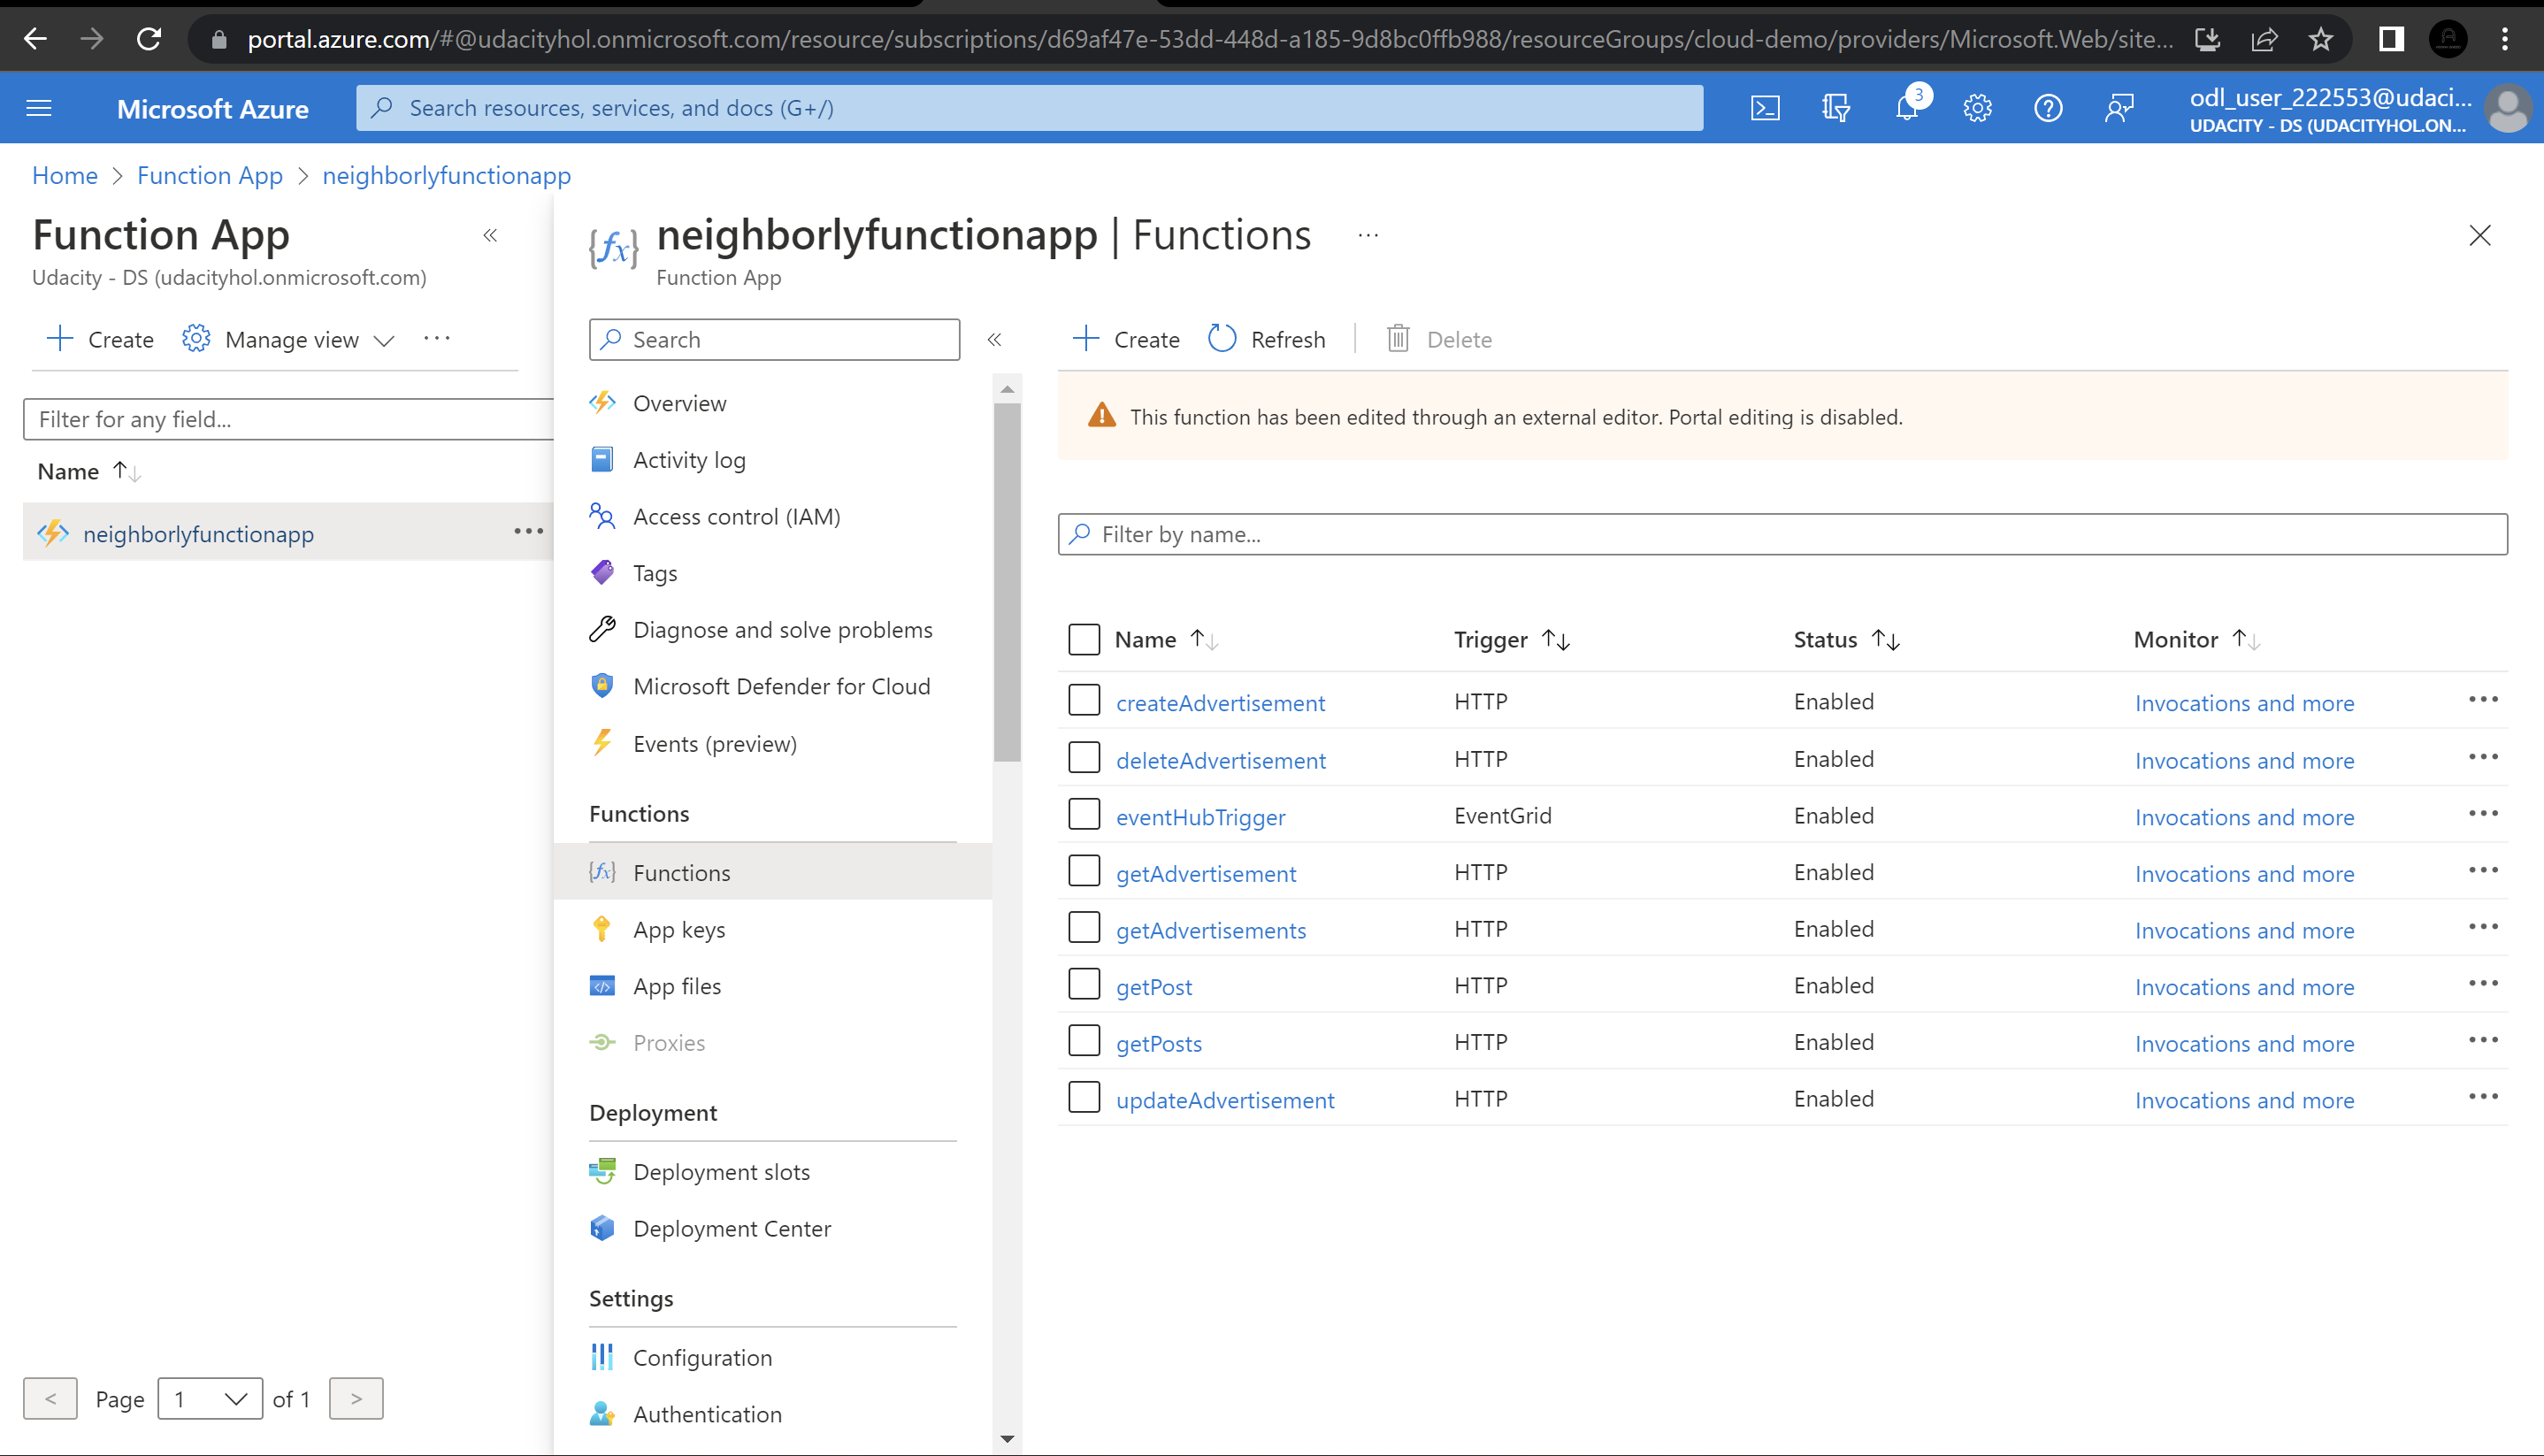 portal.azure.com/#@udacityhol.onmicrosoft.com/resource/subscriptions/d69af47e-53dd-448d-a185-9d8bc0ffb988/resourceGroups/cloud-demo/providers/Microsoft.Web/site...
Microsoft Azure
Search resources, services, and docs (G+/)
3
odl_user_222553@udaci...
UDACITY - DS (UDACITYHOL.ON...
Home > Function App > neighborlyfunctionapp
Function App
Udacity - DS (udacityhol.onmicrosoft.com)
Create
Manage view
Filter for any field...
Name
neighborlyfunctionapp
< Page 1 of 1 >
neighborlyfunctionapp | Functions
Function App
Search
Overview
Activity log
Access control (IAM)
Tags
Diagnose and solve problems
Microsoft Defender for Cloud
Events (preview)
Functions
Functions
App keys
App files
Proxies
Deployment
Deployment slots
Deployment Center
Settings
Configuration
Authentication
Create Refresh Delete
This function has been edited through an external editor. Portal editing is disabled.
Filter by name...
Name Trigger Status Monitor
createAdvertisement HTTP Enabled Invocations and more
deleteAdvertisement HTTP Enabled Invocations and more
eventHubTrigger EventGrid Enabled Invocations and more
getAdvertisement HTTP Enabled Invocations and more
getAdvertisements HTTP Enabled Invocations and more
getPost HTTP Enabled Invocations and more
getPosts HTTP Enabled Invocations and more
updateAdvertisement HTTP Enabled Invocations and more